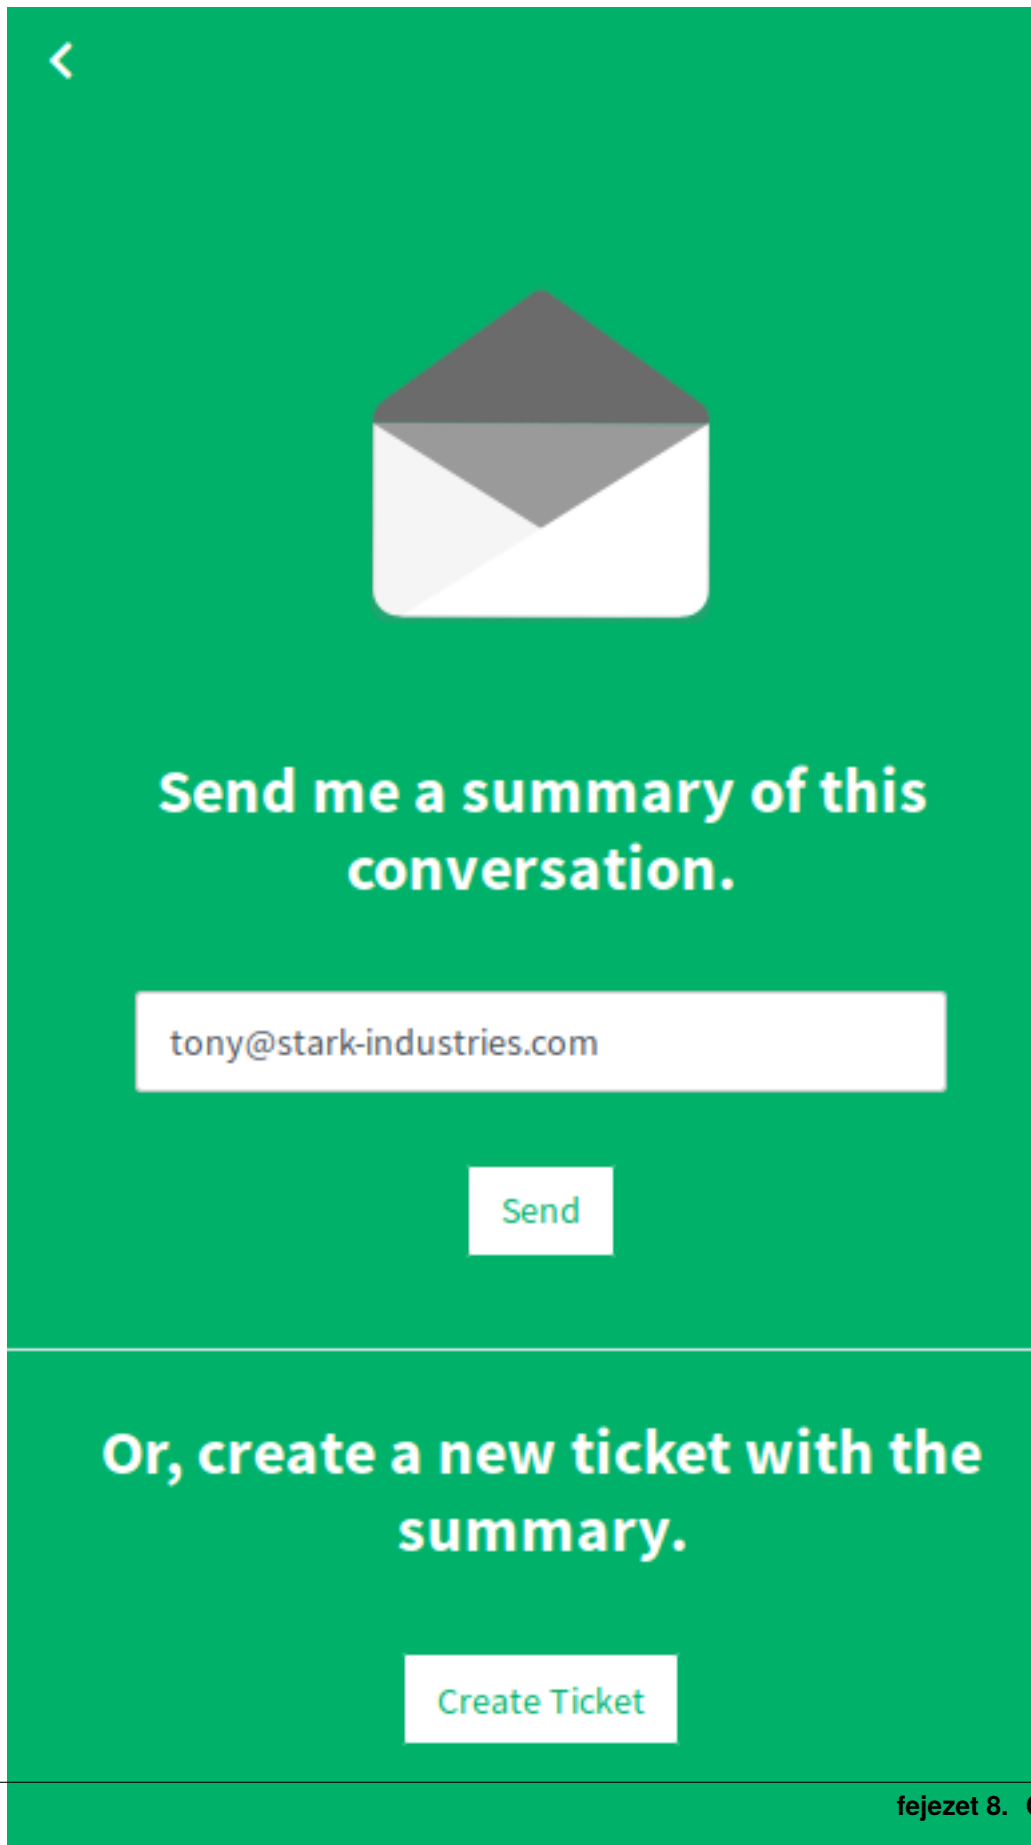 Send me a summary of this
conversation.
tony@stark-industries.com
Send
Or, create a new ticket with the
summary.
Create Ticket
fejezet 8.